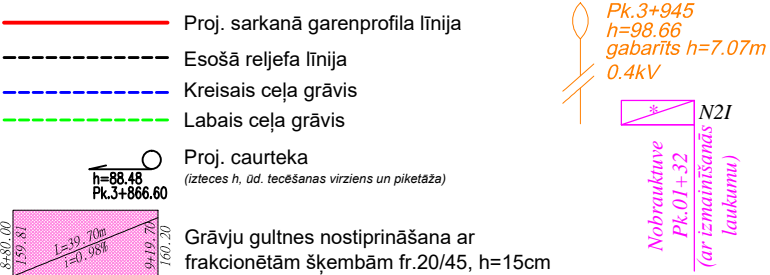 Proj. sarkanā garenprofila līnija
Esošā reljefa līnija
Kreisais ceļa grāvis
Labais ceļa grāvis
h=88.48
Pk.3+866.60
Proj. caurteka
(izteces h, ūd. tecēšanas virziens un piketāža)
8+80.00
159.81
L=39.70m
i=0.98%
9+19.70
160.20
Grāvju gultnes nostiprināšana ar
frakcionētām šķembām fr.20/45, h=15cm
Pk.3+945
h=98.66
gabarīts h=7.07m
0.4kV
*
N2I
Nobrauktuve
Pk.01+32
(ar izmainīšanās
laukumu)